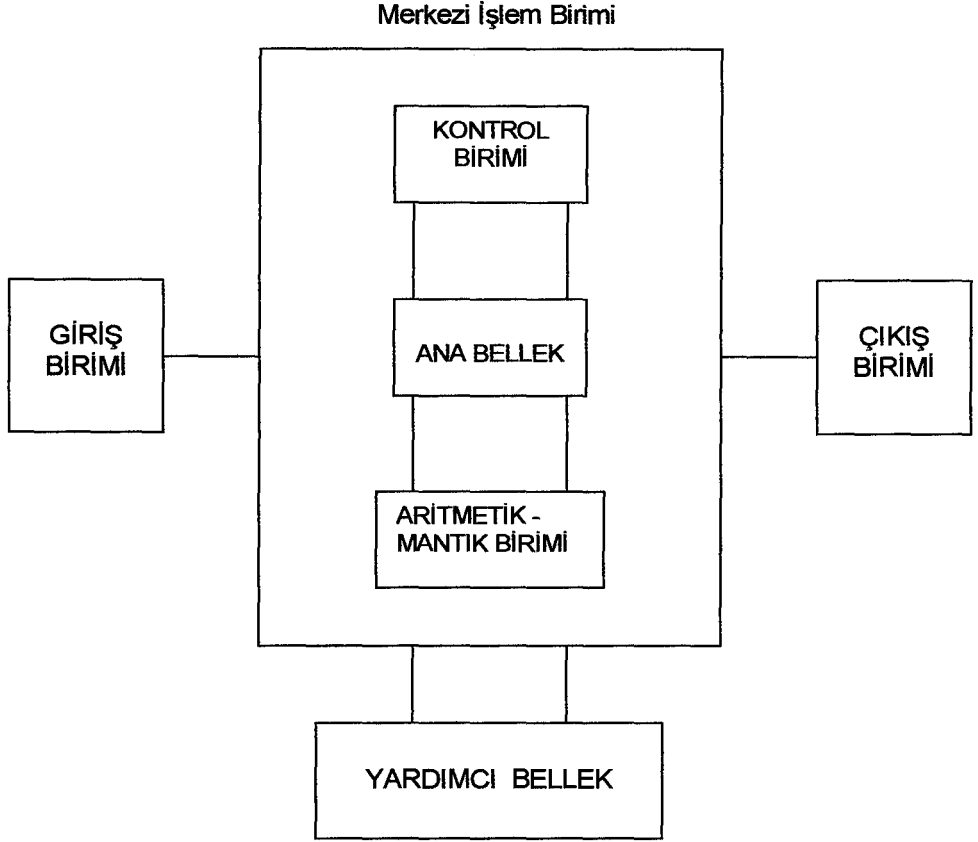 Merkezi İşlem Birimi
KONTROL
BİRİMİ
GİRİŞ
BİRİMİ
ANA BELLEK
ÇIKIŞ
BİRİMİ
ARİTMETİK -
MANTIK BİRİMİ
YARDIMCI BELLEK